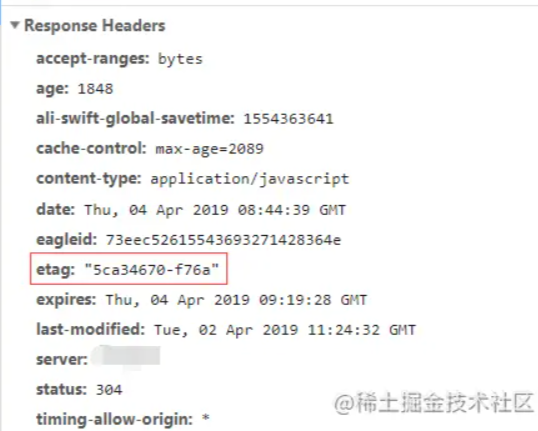 Response Headers
accept-ranges: bytes
age: 1848
ali-swift-global-savetime: 1554363641
cache-control: max-age=2089
content-type: application/javascript
date: Thu, 04 Apr 2019 08:44:39 GMT
eagleid: 73eec52615543693271428364e
etag: "5ca34670-f76a"
expires: Thu, 04 Apr 2019 09:19:28 GMT
last-modified: Tue, 02 Apr 2019 11:24:32 GMT
server:
status: 304
timing-allow-origin: *
@稀土掘金技术社区